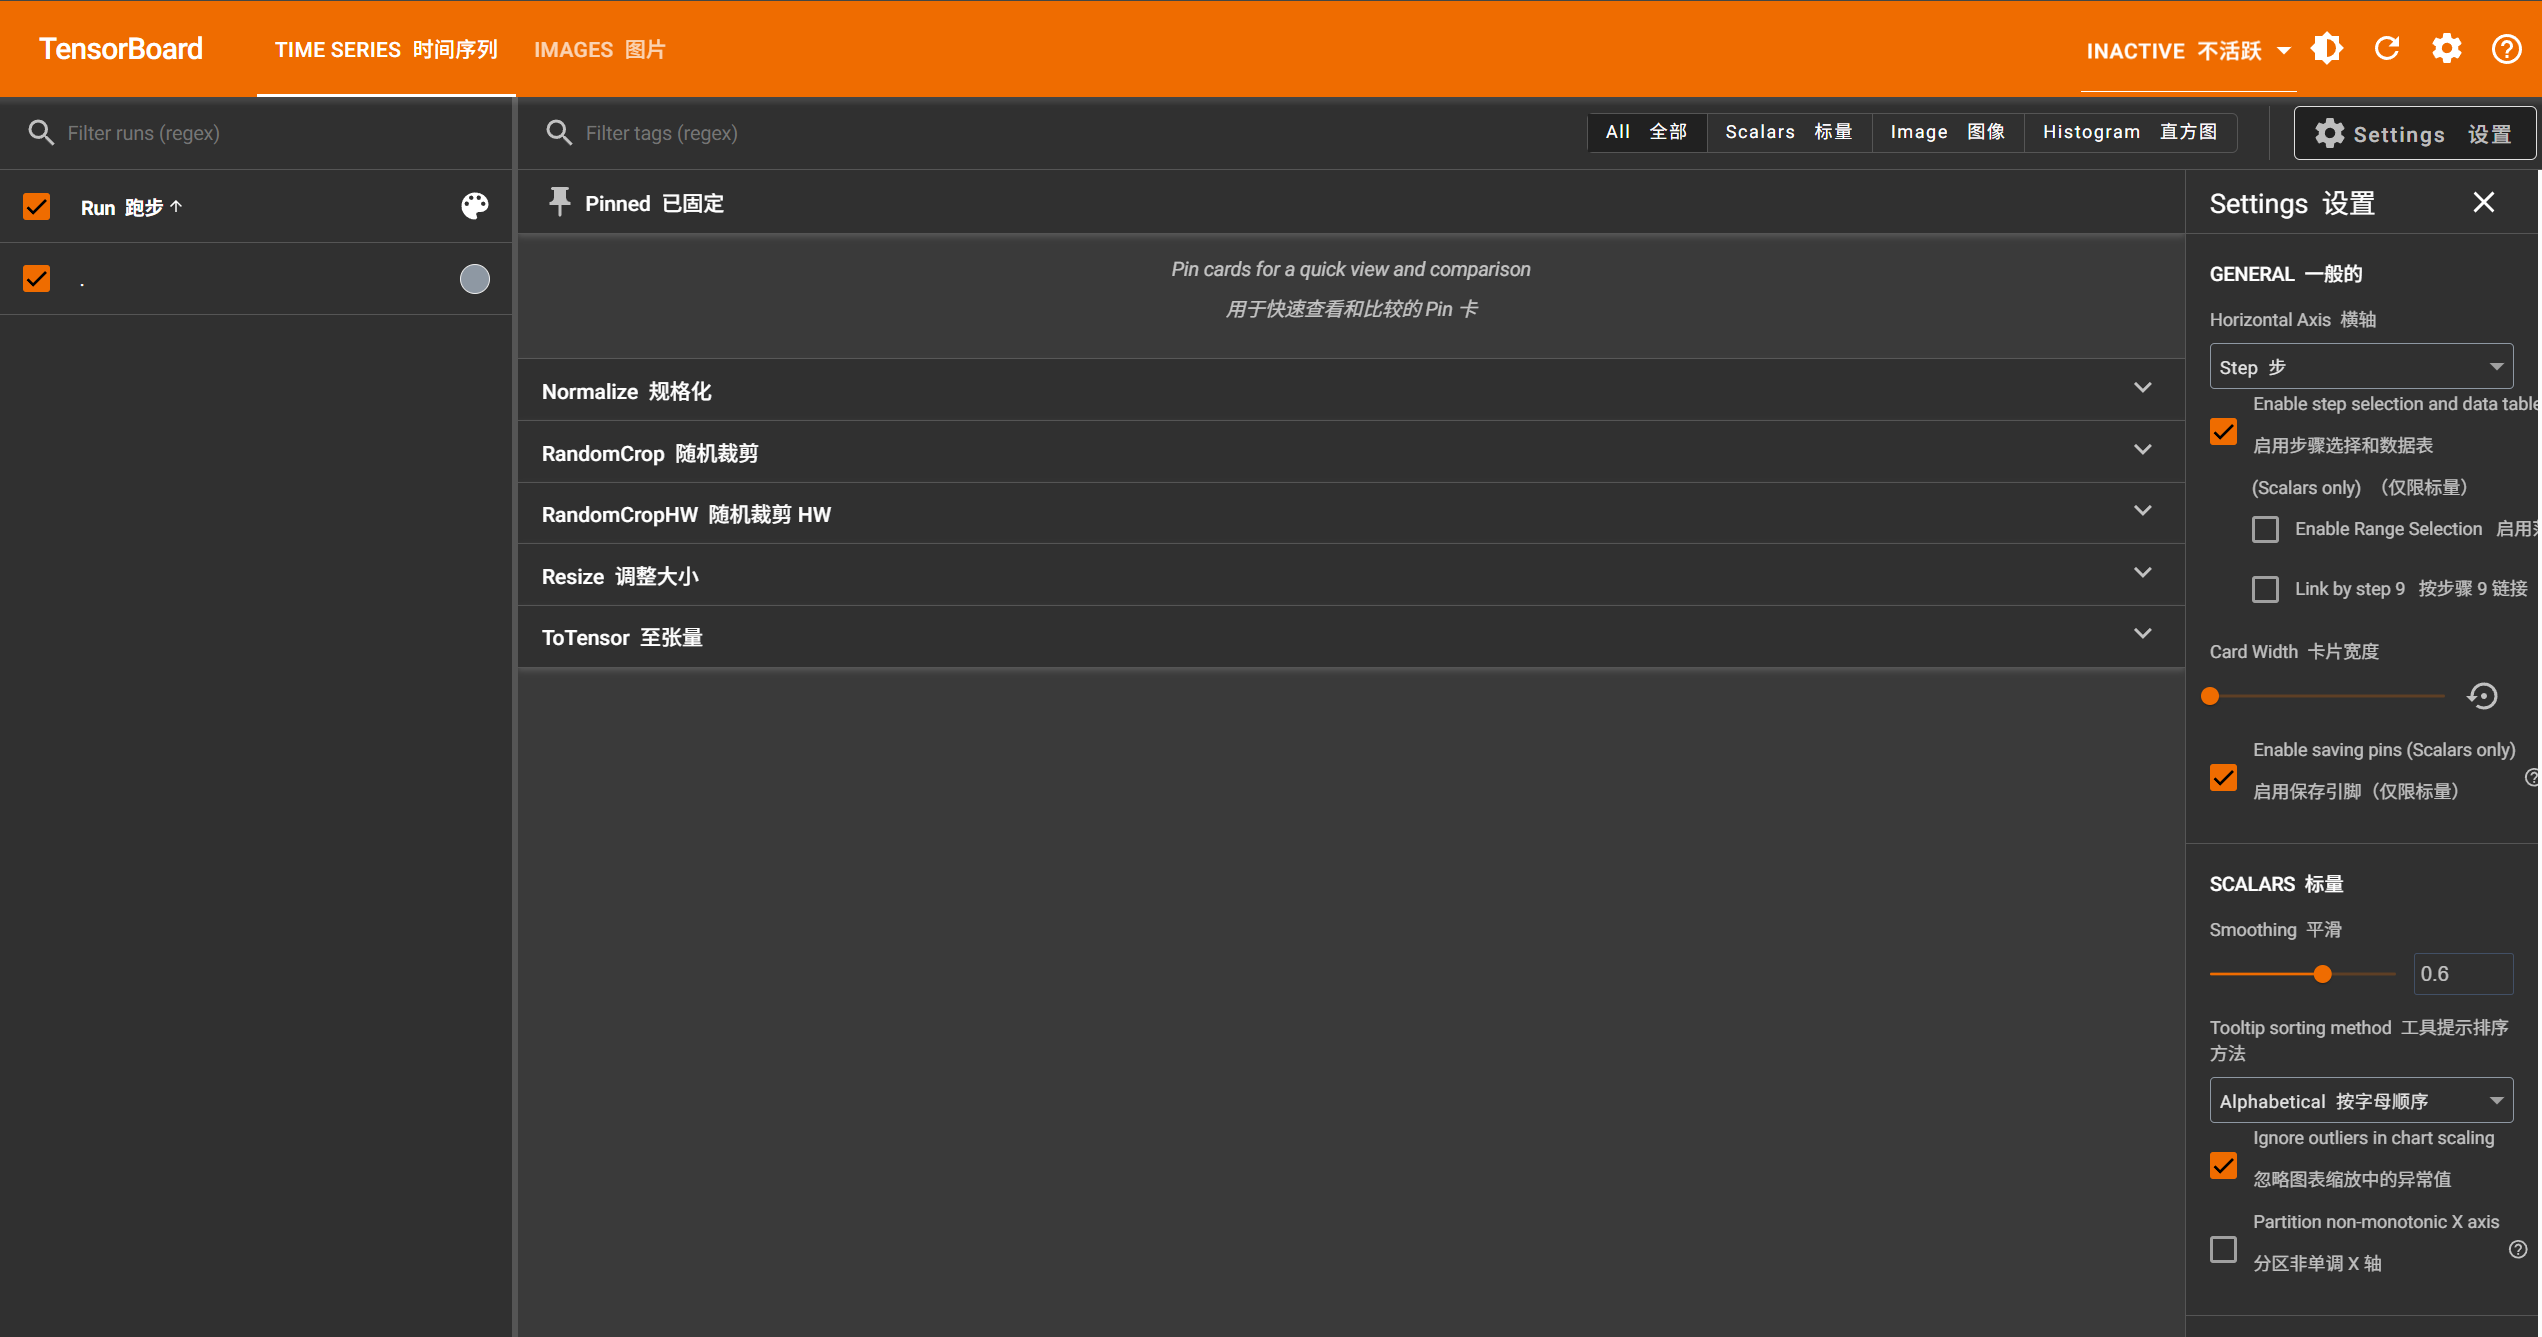 TensorBoard
TIME SERIES 时间序列
IMAGES 图片
INACTIVE 不活跃
Filter runs (regex)
Filter tags (regex)
All 全部
Scalars 标量
Image 图像
Histogram 直方图
Settings 设置
Run 跑步
.
Pinned 已固定
Pin cards for a quick view and comparison
用于快速查看和比较的 Pin 卡
Normalize 规格化
RandomCrop 随机裁剪
RandomCropHW 随机裁剪 HW
Resize 调整大小
ToTensor 至张量
Settings 设置
GENERAL 一般的
Horizontal Axis 横轴
Step 步
Enable step selection and data table
启用步骤选择和数据表
(Scalars only) （仅限标量）
Enable Range Selection 启用
Link by step 9 按步骤 9 链接
Card Width 卡片宽度
Enable saving pins (Scalars only)
启用保存引脚（仅限标量）
SCALARS 标量
Smoothing 平滑
0.6
Tooltip sorting method 工具提示排序
方法
Alphabetical 按字母顺序
Ignore outliers in chart scaling
忽略图表缩放中的异常值
Partition non-monotonic X axis
分区非单调 X 轴